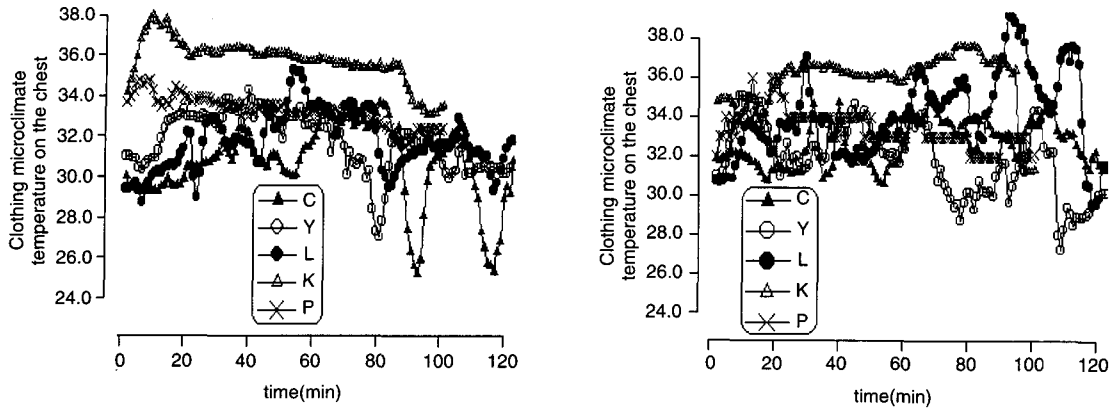 Clothing microclimate
temperature on the chest
38.0
36.0
34.0
32.0
30.0
28.0
26.0
24.0
C
Y
L
K
P
0
20
40
60
80
100
120
time(min)
Clothing microclimate
temperature on the chest
38.0
36.0
34.0
32.0
30.0
28.0
26.0
24.0
C
Y
L
K
P
0
20
40
60
80
100
120
time(min)